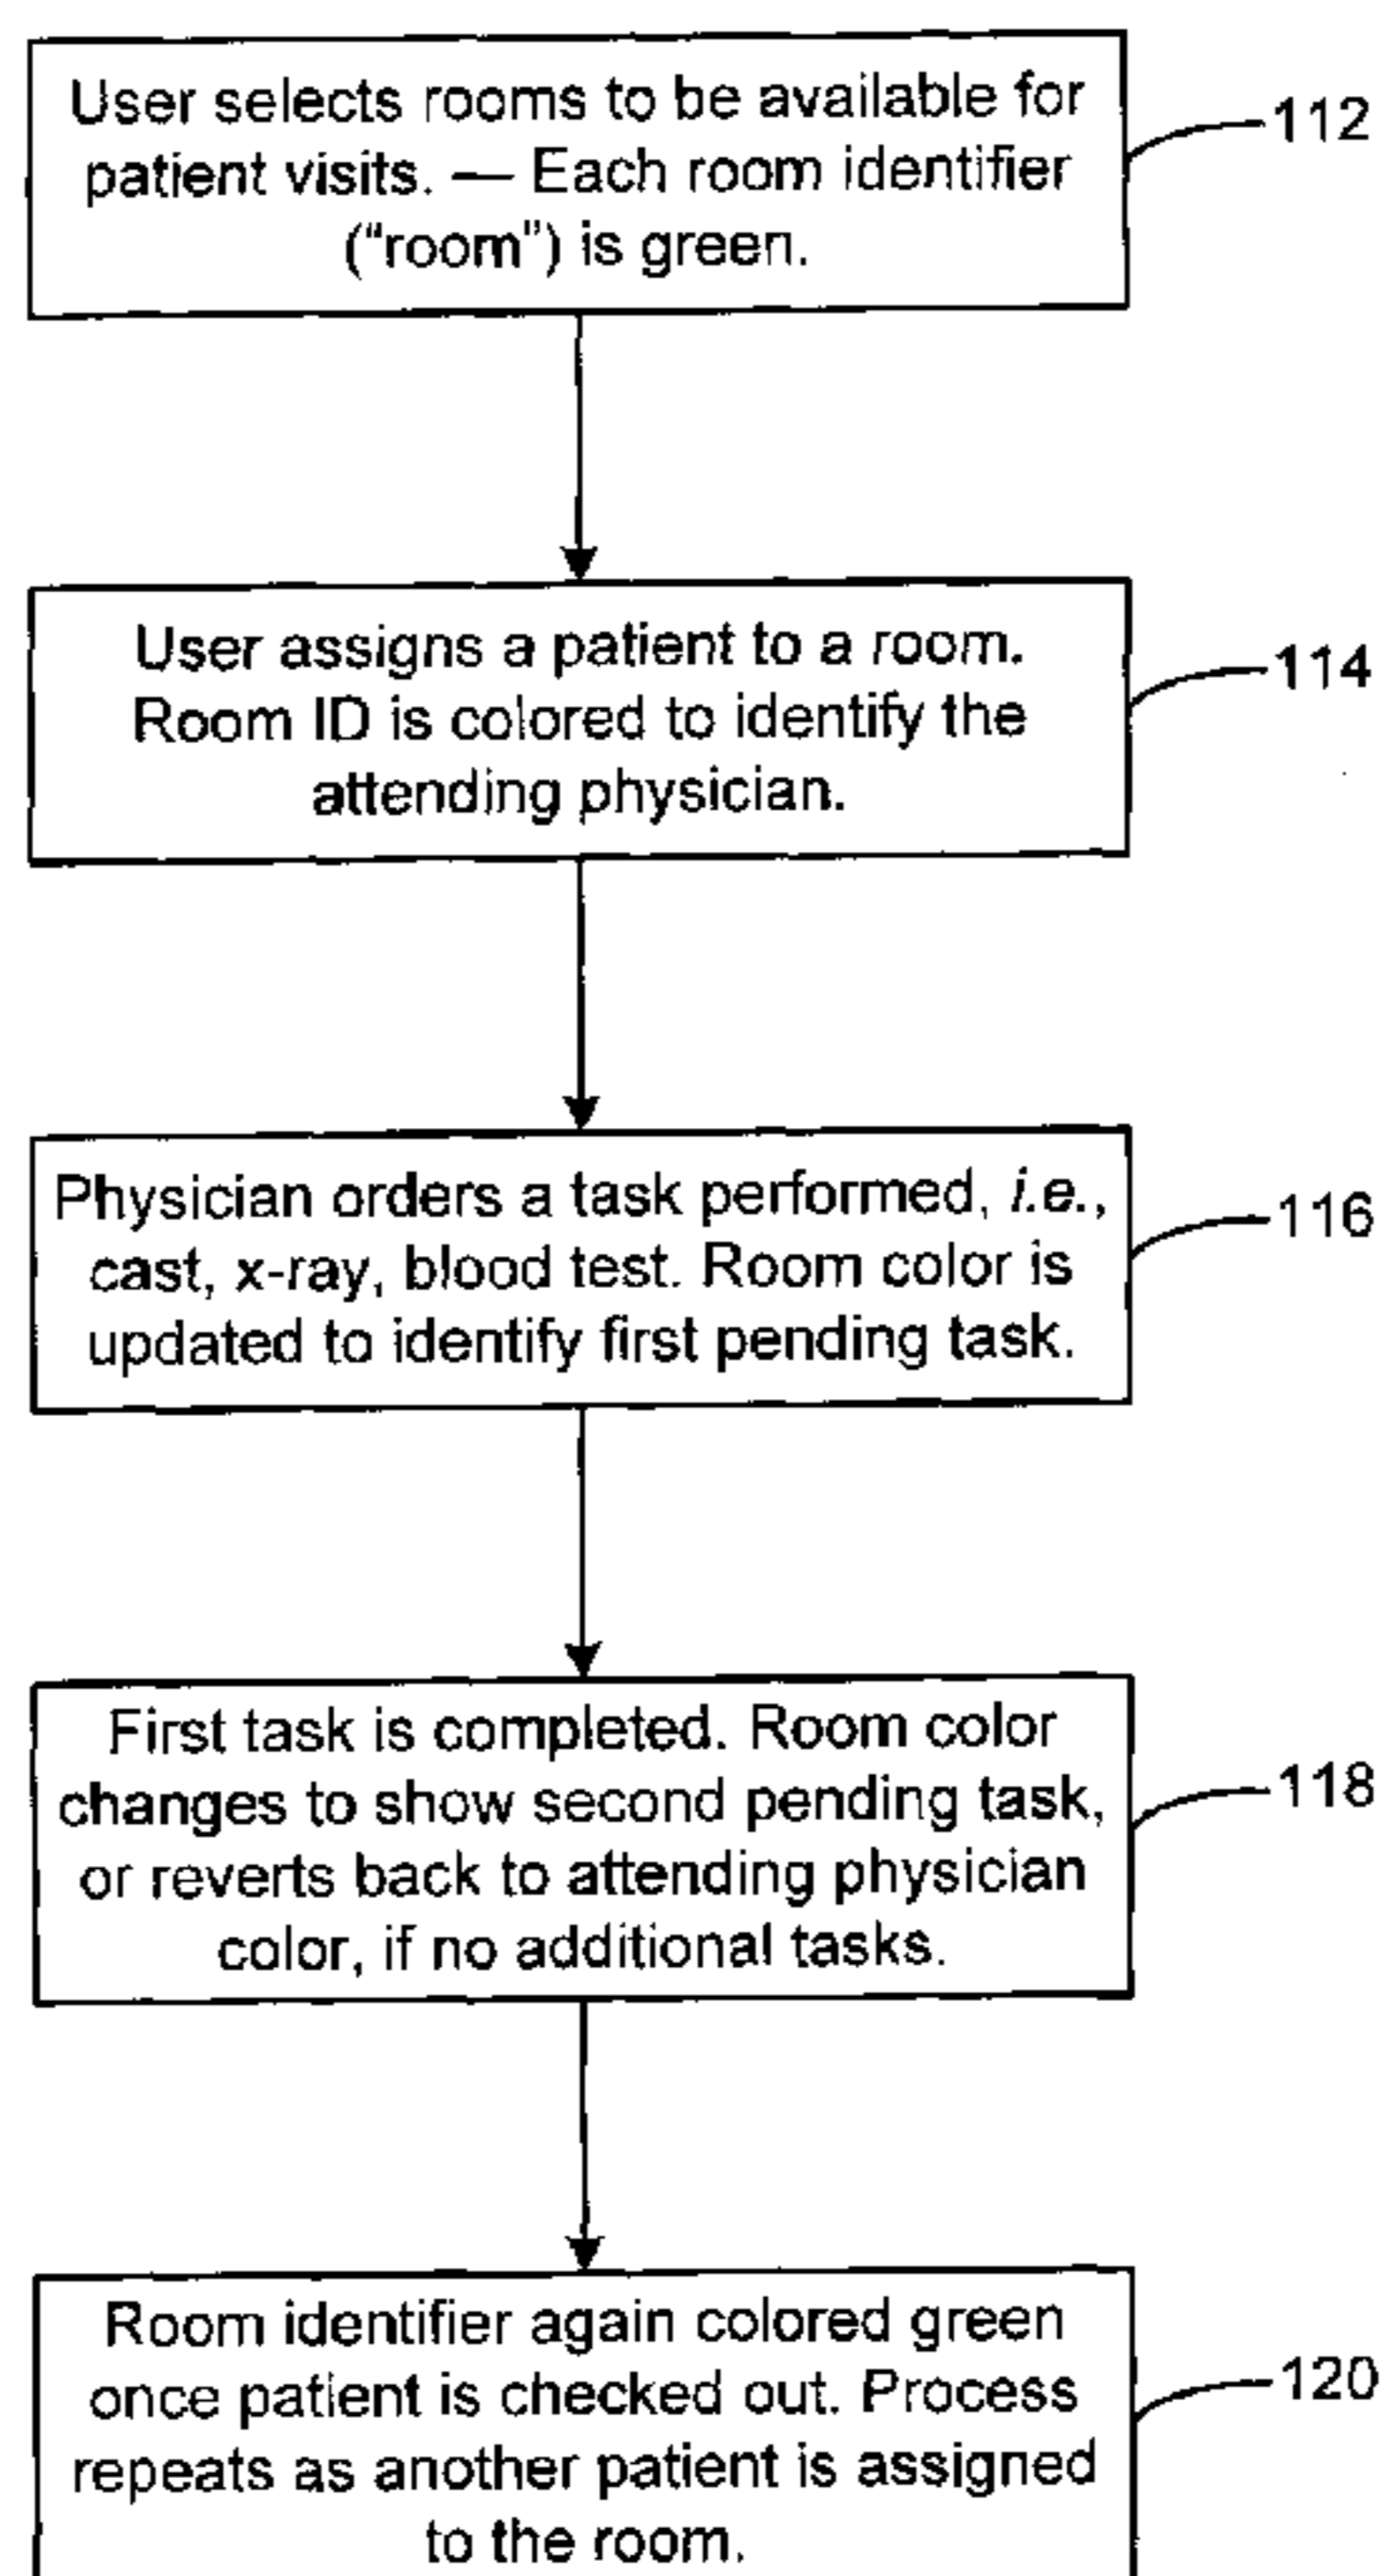 User selects rooms to be available for
patient visits. — Each room identifier
(“room”) is green.
112
User assigns a patient to a room.
Room ID is colored to identify the
attending physician.
114
Physician orders a task performed, i.e.,
cast, x-ray, blood test. Room color is
updated to identify first pending task.
116
First task is completed. Room color
changes to show second pending task,
or reverts back to attending physician
color, if no additional tasks.
118
Room identifier again colored green
once patient is checked out. Process
repeats as another patient is assigned
to the room.
120